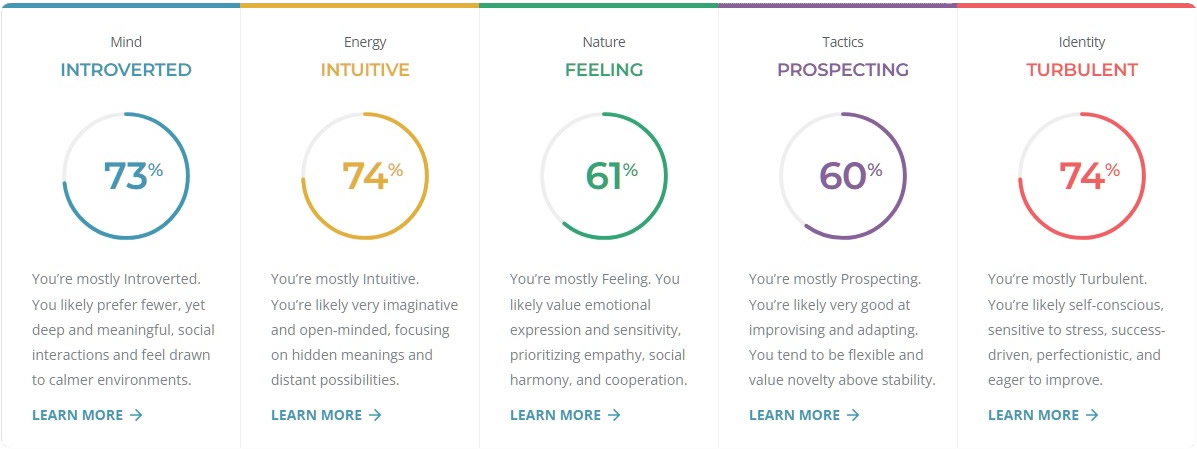 Mind
INTROVERTED
73%
You’re mostly Introverted.
You likely prefer fewer, yet
deep and meaningful, social
interactions and feel drawn
to calmer environments.
LEARN MORE →
Energy
INTUITIVE
74%
You’re mostly Intuitive.
You’re likely very imaginative
and open-minded, focusing
on hidden meanings and
distant possibilities.
LEARN MORE →
Nature
FEELING
61%
You’re mostly Feeling. You
likely value emotional
expression and sensitivity,
prioritizing empathy, social
harmony, and cooperation.
LEARN MORE →
Tactics
PROSPECTING
60%
You’re mostly Prospecting.
You’re likely very good at
improvising and adapting.
You tend to be flexible and
value novelty above stability.
LEARN MORE →
Identity
TURBULENT
74%
You’re mostly Turbulent.
You’re likely self-conscious,
sensitive to stress, success-
driven, perfectionistic, and
eager to improve.
LEARN MORE →